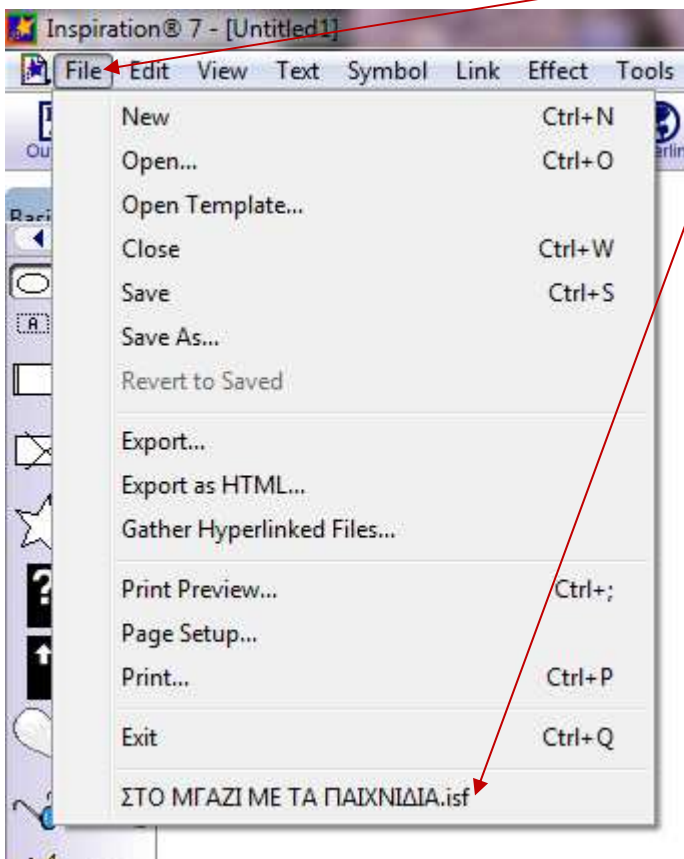 Inspiration® 7 - [Untitled1]
File Edit View Text Symbol Link Effect Tools
New Ctrl+N
Open... Ctrl+O
Open Template...
Close Ctrl+W
Save Ctrl+S
Save As...
Revert to Saved
Export...
Export as HTML...
Gather Hyperlinked Files...
Print Preview... Ctrl+;
Page Setup...
Print... Ctrl+P
Exit Ctrl+Q
ΣΤΟ ΜΓΑΖΙ ΜΕ ΤΑ ΠΑΙΧΝΙΔΙΑ.isf